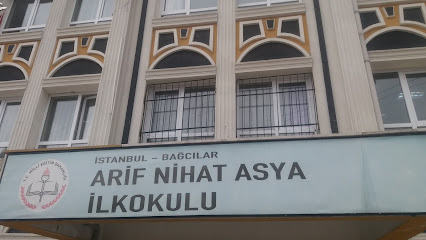 İSTANBUL - BAĞCILAR
ARİF NİHAT ASYA
İLKOKULU